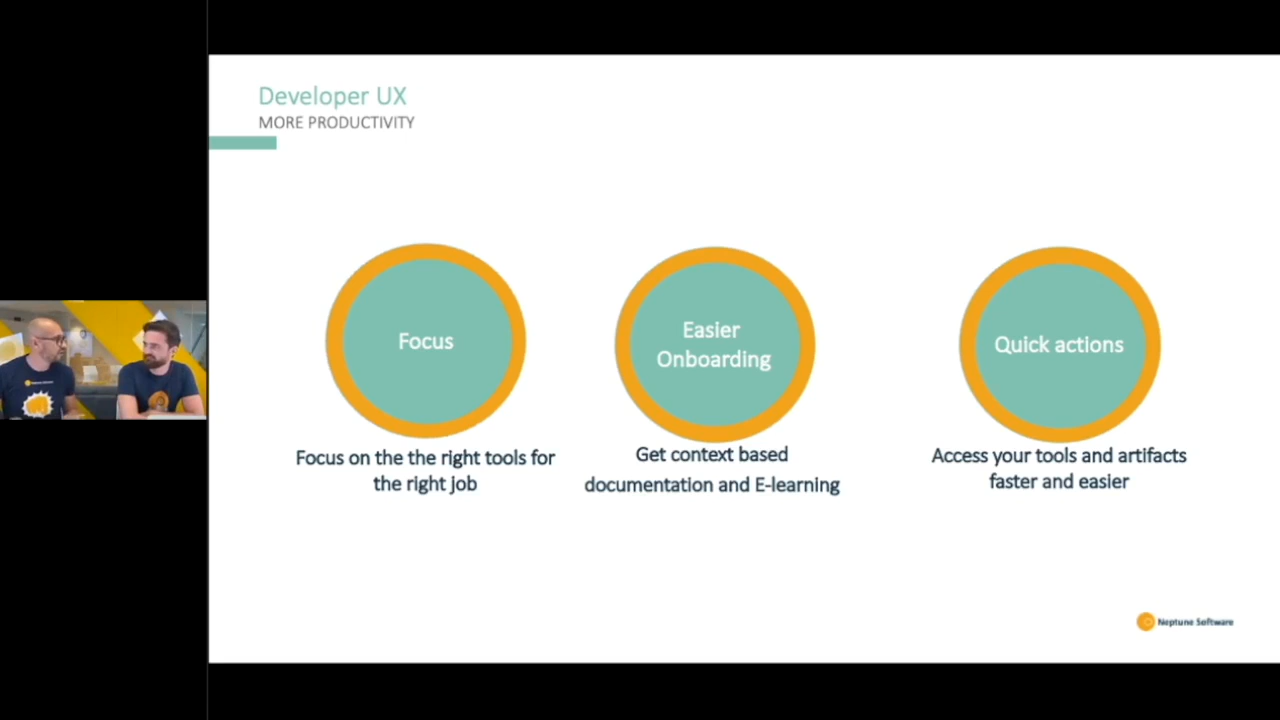 Developer UX
MORE PRODUCTIVITY
Focus
Focus on the the right tools for
the right job
Easier
Onboarding
Get context based
documentation and E-learning
Quick actions
Access your tools and artifacts
faster and easier
Neptune Software